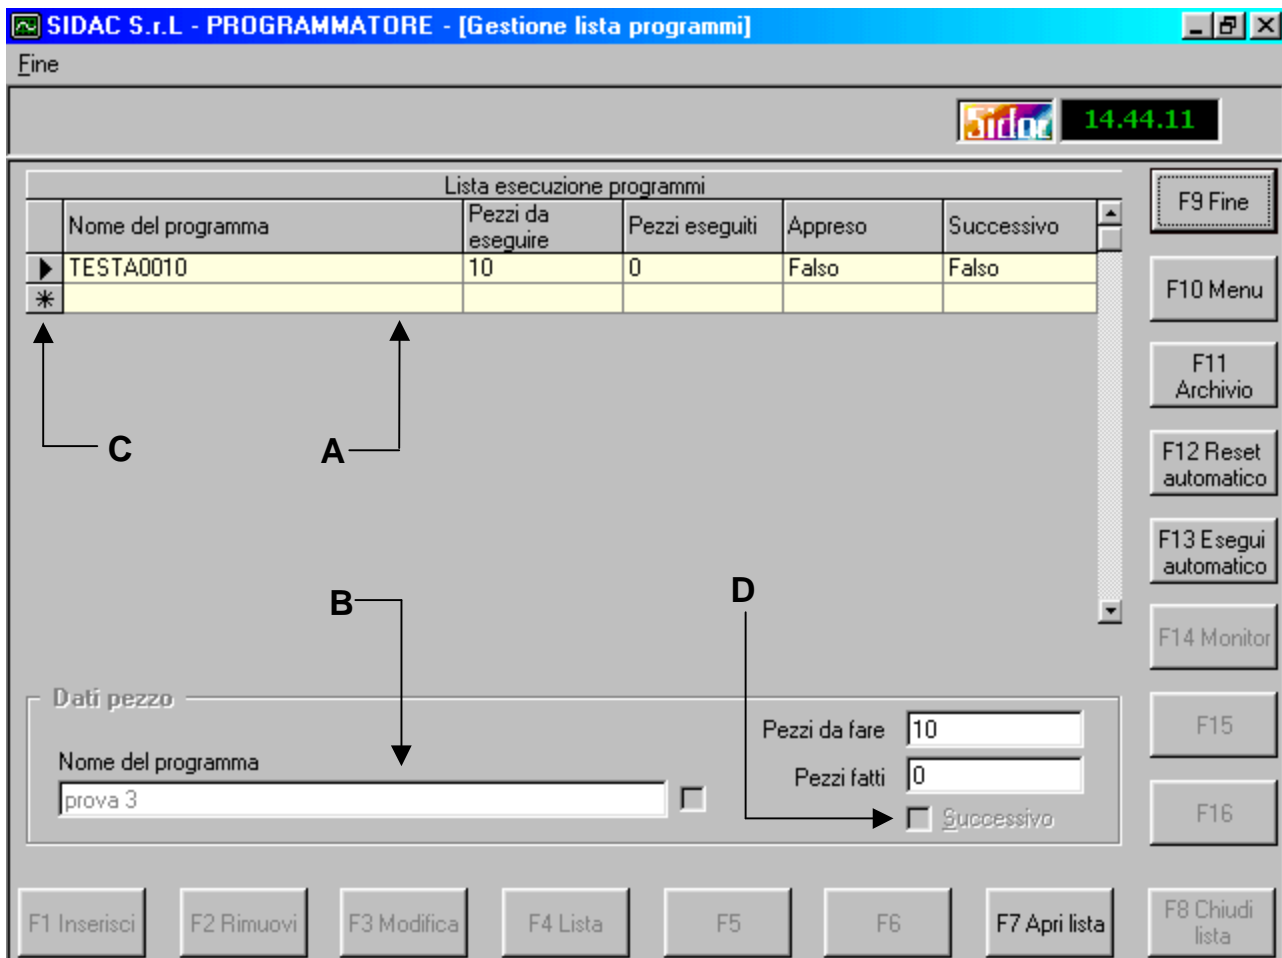 SIDAC S.r.L - PROGRAMMATORE - [Gestione lista programmi]
Fine
Sidac
14.44.11
Lista esecuzione programmi
Nome del programma
Pezzi da eseguire
Pezzi eseguiti
Appreso
Successivo
TESTA0010
10
0
Falso
Falso
C
A
B
D
Dati pezzo
Nome del programma
prova 3
Pezzi da fare
10
Pezzi fatti
0
Successivo
F9 Fine
F10 Menu
F11
Archivio
F12 Reset
automatico
F13 Esegui
automatico
F14 Monitor
F15
F16
F1 Inserisci
F2 Rimuovi
F3 Modifica
F4 Lista
F5
F6
F7 Apri lista
F8 Chiudi
lista